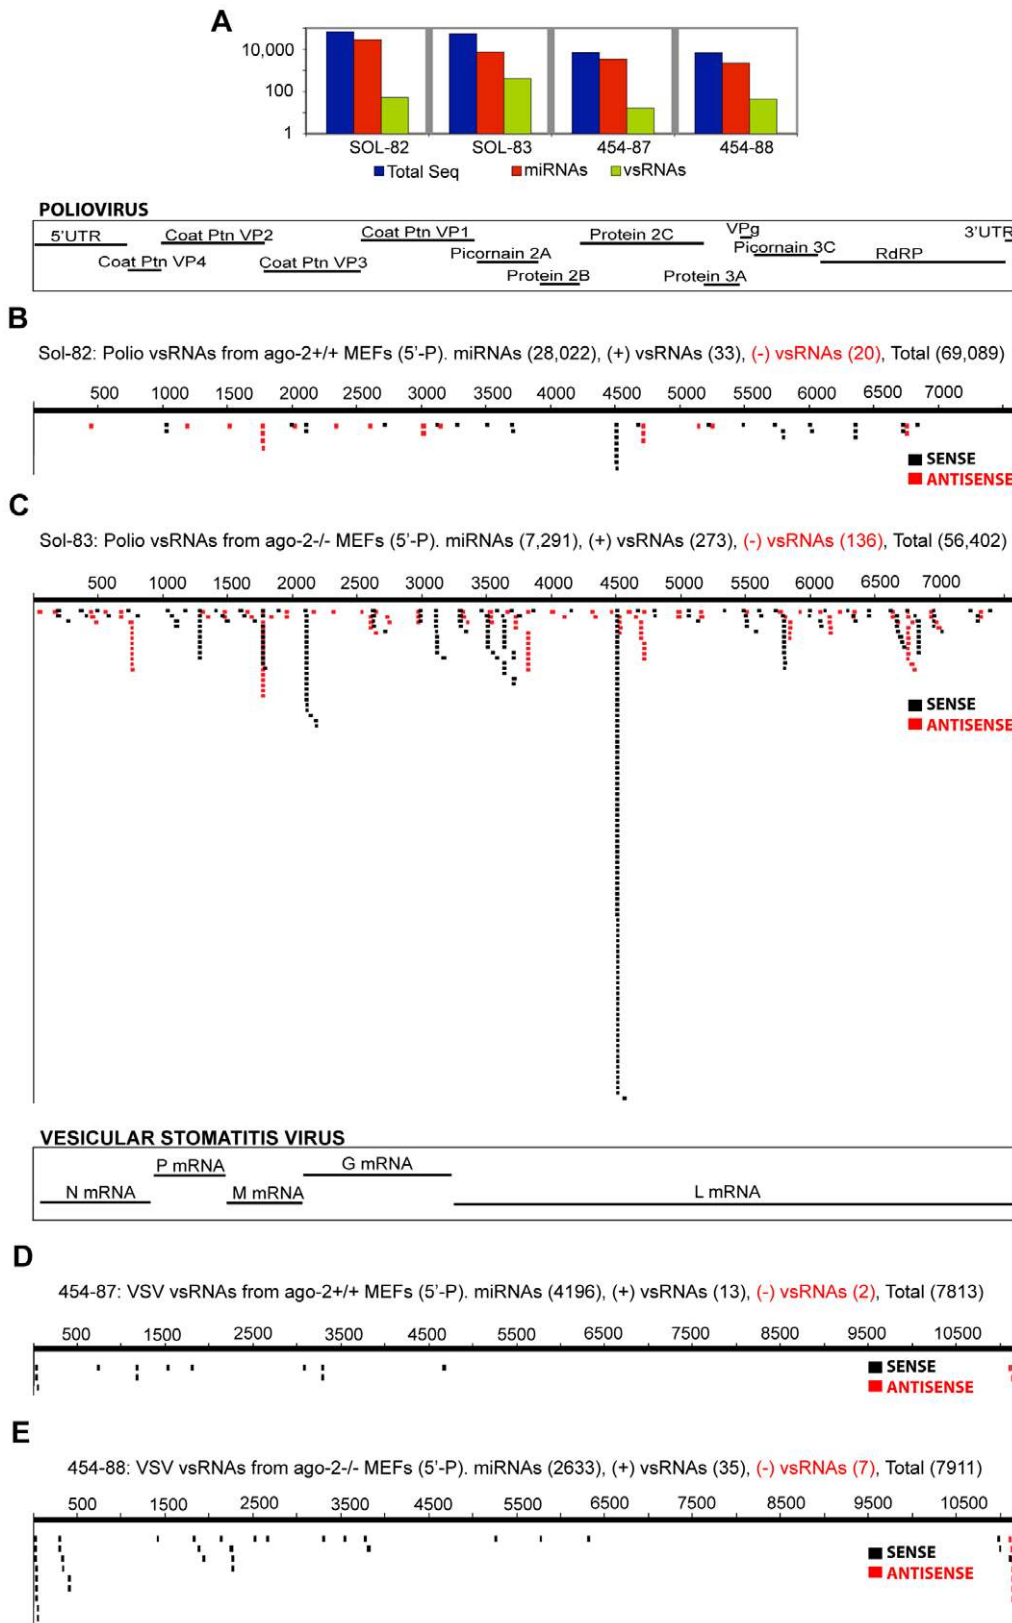 A
10,000
100
1
SOL-82 SOL-83 454-87 454-88
Total Seq miRNAs vsRNAs
POLIOVIRUS
5'UTR Coat Ptn VP2 Coat Ptn VP1 Protein 2C VPg 3'UTR
Coat Ptn VP4 Coat Ptn VP3 Picornain 2A Picornain 3C RdRP
Protein 2B Protein 3A
B
Sol-82: Polio vsRNAs from ago-2+/+ MEFs (5'-P). miRNAs (28,022), (+) vsRNAs (33), (-) vsRNAs (20), Total (69,089)
500 1000 1500 2000 2500 3000 3500 4000 4500 5000 5500 6000 6500 7000
SENSE
ANTISENSE
C
Sol-83: Polio vsRNAs from ago-2-/- MEFs (5'-P). miRNAs (7,291), (+) vsRNAs (273), (-) vsRNAs (136), Total (56,402)
500 1000 1500 2000 2500 3000 3500 4000 4500 5000 5500 6000 6500 7000
SENSE
ANTISENSE
VESICULAR STOMATITIS VIRUS
P mRNA G mRNA
N mRNA M mRNA L mRNA
D
454-87: VSV vsRNAs from ago-2+/+ MEFs (5'-P). miRNAs (4196), (+) vsRNAs (13), (-) vsRNAs (2), Total (7813)
500 1500 2500 3500 4500 5500 6500 7500 8500 9500 10500
SENSE
ANTISENSE
E
454-88: VSV vsRNAs from ago-2-/- MEFs (5'-P). miRNAs (2633), (+) vsRNAs (35), (-) vsRNAs (7), Total (7911)
500 1500 2500 3500 4500 5500 6500 7500 8500 9500 10500
SENSE
ANTISENSE